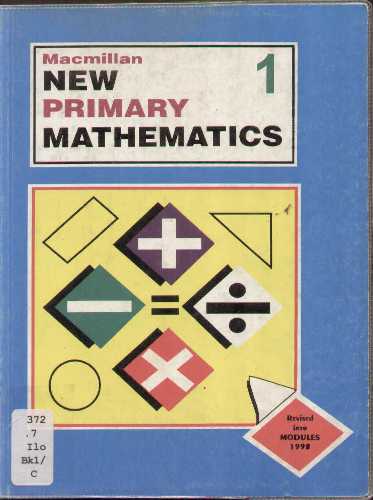 Macmillan
NEW
PRIMARY
MATHEMATICS
1
Revised
into
MODULES
1998
372
.7
Ilo
Bk1/
C